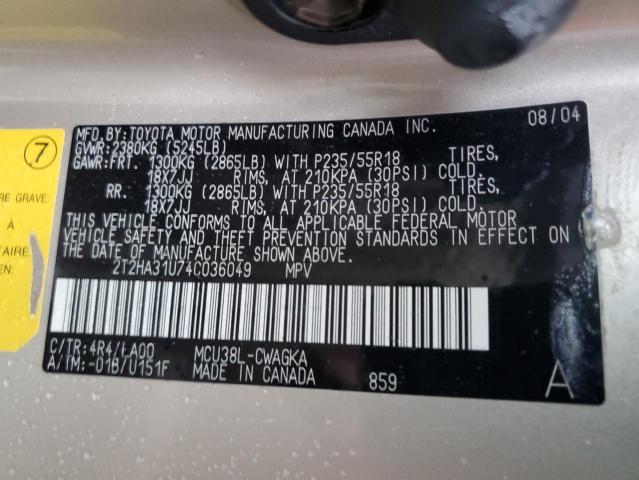 MFD.BY:TOYOTA MOTOR MANUFACTURING CANADA INC. 08/04
GVWR:2380KG (5245LB)
GAWR:FRT. 1300KG (2865LB) WITH P235/55R18 TIRES,
18X7JJ RIMS, AT 210KPA (30PSI) COLD.
RR. 1300KG (2865LB) WITH P235/55R18 TIRES,
18X7JJ RIMS, AT 210KPA (30PSI) COLD.
THIS VEHICLE CONFORMS TO ALL APPLICABLE FEDERAL MOTOR
VEHICLE SAFETY AND THEFT PREVENTION STANDARDS IN EFFECT ON
THE DATE OF MANUFACTURE SHOWN ABOVE.
2T2HA31U74C036049 MPV
C/TR:4R4/LA00 MCU38L-CWAGKA
A/TM:-01B/U151F MADE IN CANADA 859 A
7
RE GRAVE:
À
TAIRE.